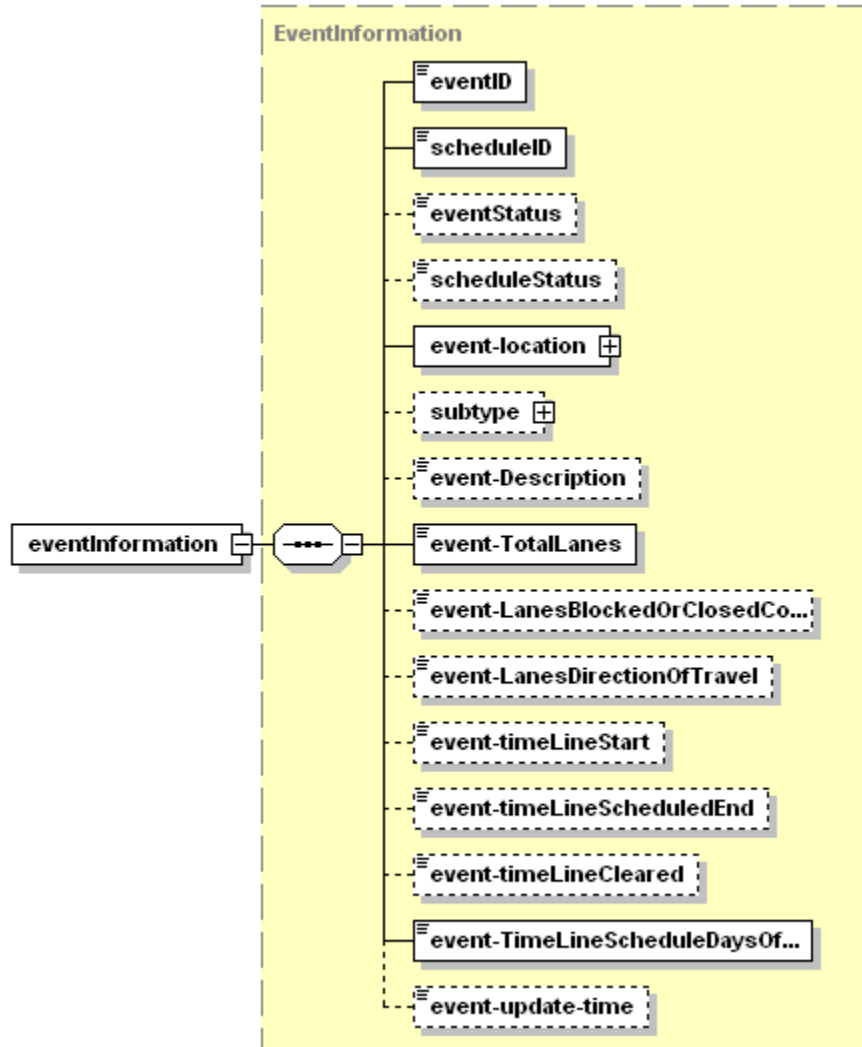 EventInformation
eventID
scheduleID
eventStatus
scheduleStatus
event-location
subtype
event-Description
eventInformation
event-TotalLanes
event-LanesBlockedOrClosedCo...
event-LanesDirectionOfTravel
event-timeLineStart
event-timeLineScheduledEnd
event-timeLineCleared
event-TimeLineScheduleDaysOf...
event-update-time